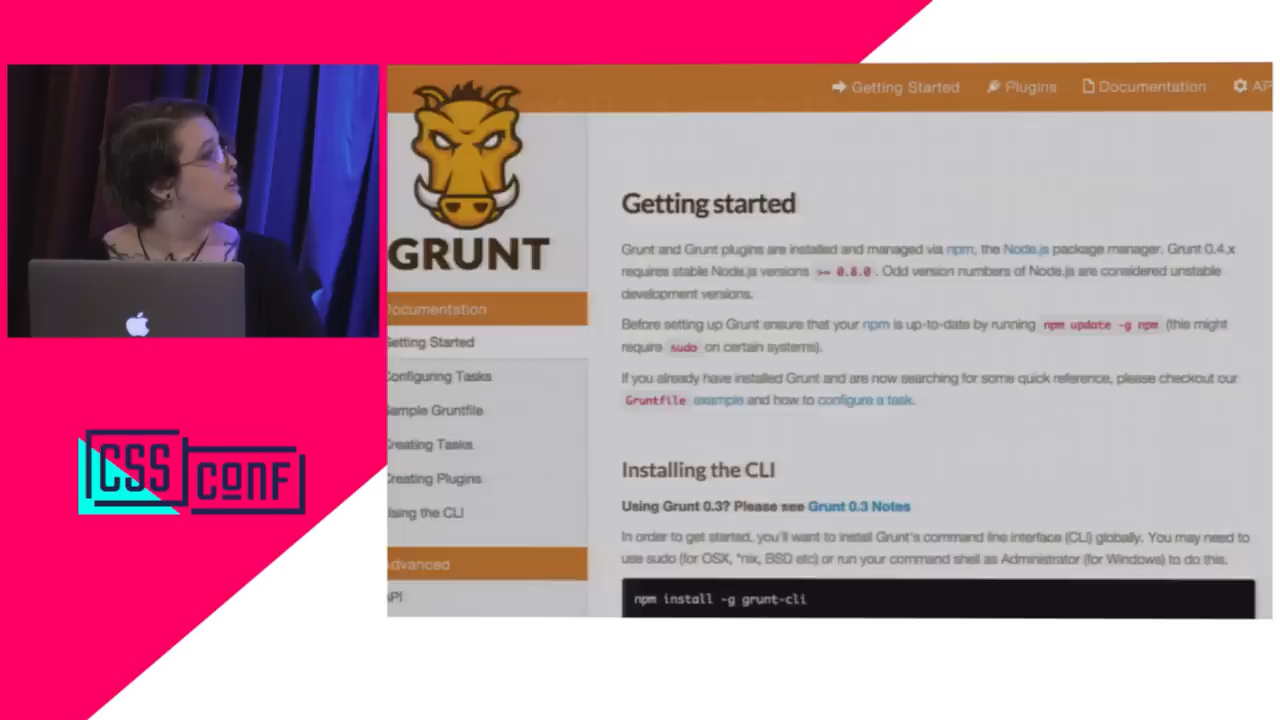 Getting Started
Plugins
Documentation
GRUNT
Documentation
Getting Started
Configuring Tasks
Sample Gruntfile
Creating Tasks
Creating Plugins
Using the CLI
Advanced
API
Getting started
Grunt and Grunt plugins are installed and managed via npm, the Node.js package manager. Grunt 0.4.x
requires stable Node.js versions >= 0.8.0. Odd version numbers of Node.js are considered unstable
development versions.
Before setting up Grunt ensure that your npm is up-to-date by running npm update -g npm (this might
require sudo on certain systems).
If you already have installed Grunt and are now searching for some quick reference, please checkout our
Gruntfile example and how to configure a task.
Installing the CLI
Using Grunt 0.3? Please see Grunt 0.3 Notes
In order to get started, you'll want to install Grunt's command line interface (CLI) globally. You may need to
use sudo (for OSX, *nix, BSD etc) or run your command shell as Administrator (for Windows) to do this.
npm install -g grunt-cli
CSS
CONF